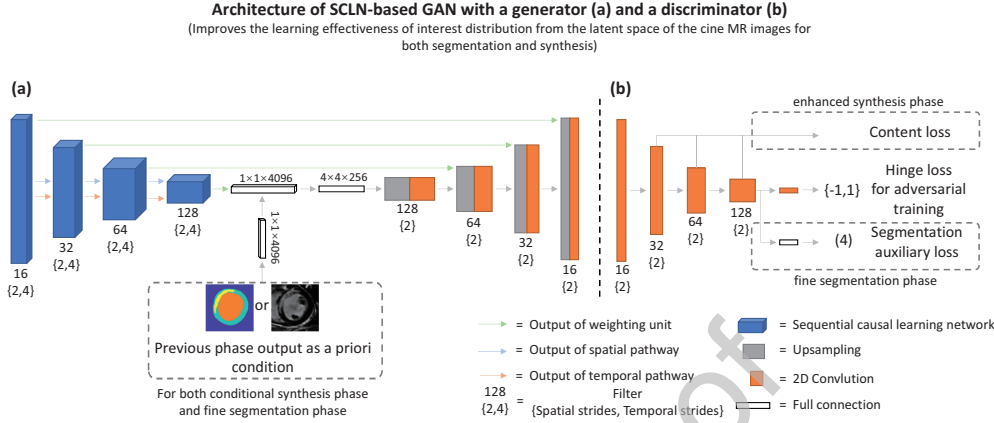 Architecture of SCLN-based GAN with a generator (a) and a discriminator (b)
(Improves the learning effectiveness of interest distribution from the latent space of the cine MR images for
both segmentation and synthesis)
(a)
16
{2,4}
32
{2,4}
64
{2,4}
128
{2,4}
1×1×4096
1×1×4096
4×4×256
128
{2}
64
{2}
32
{2}
16
{2}
or
Previous phase output as a priori
condition
For both conditional synthesis phase
and fine segmentation phase
(b)
16
{2}
32
{2}
64
{2}
128
{2}
enhanced synthesis phase
Content loss
{-1,1}
Hinge loss
for adversarial
training
(4)
Segmentation
auxiliary loss
fine segmentation phase
= Output of weighting unit
= Output of spatial pathway
= Output of temporal pathway
128
{2,4}
=
Filter
{Spatial strides, Temporal strides}
= Sequential causal learning network
= Upsampling
= 2D Convlution
= Full connection
of